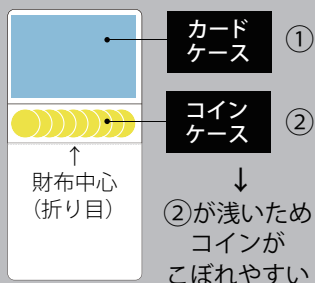 カード
ケース
①
コイン
ケース
②
↑
財布中心
（折り目）
↓
②が浅いため
コインが
こぼれやすい